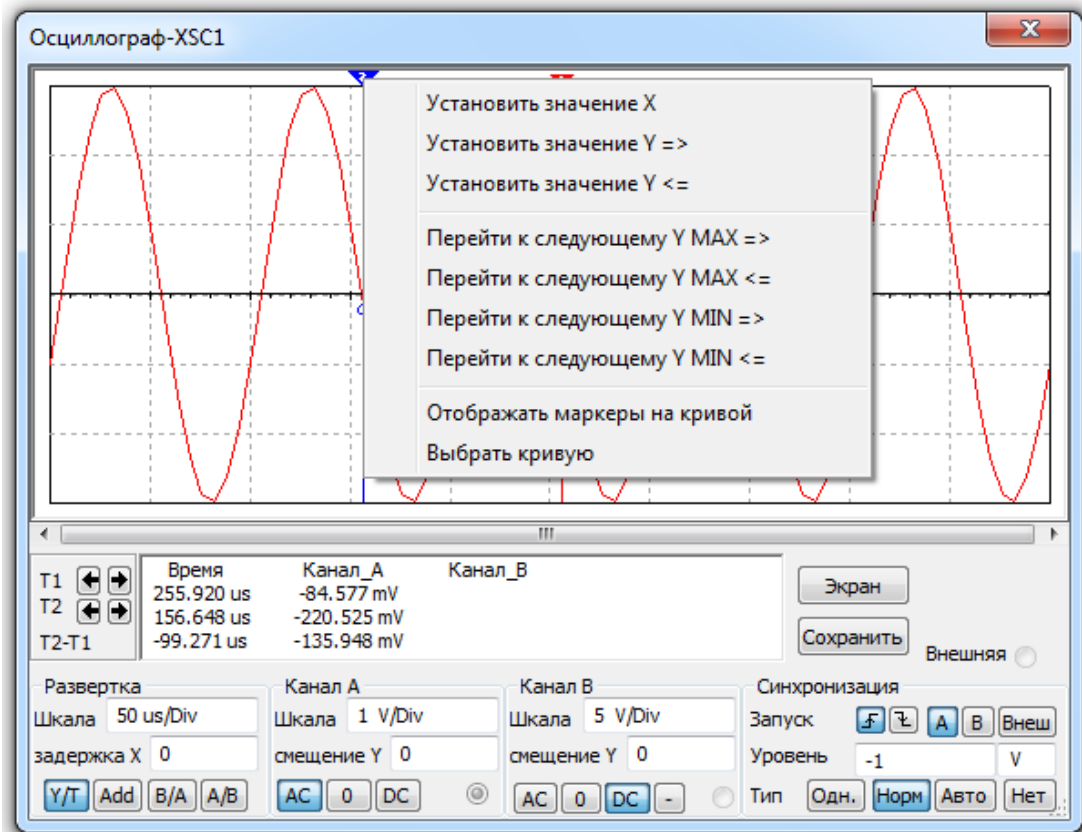 Осциллограф-XSC1
Установить значение X
Установить значение Y =>
Установить значение Y <=
Перейти к следующему Y MAX =>
Перейти к следующему Y MAX <=
Перейти к следующему Y MIN =>
Перейти к следующему Y MIN <=
Отображать маркеры на кривой
Выбрать кривую
Время Канал_A Канал_B
T1 255.920 us -84.577 mV
T2 156.648 us -220.525 mV
T2-T1 -99.271 us -135.948 mV
Экран
Сохранить
Внешняя
Развертка
Шкала 50 us/Div
задержка X 0
Y/T Add B/A A/B
Канал A
Шкала 1 V/Div
смещение Y 0
AC 0 DC
Канал B
Шкала 5 V/Div
смещение Y 0
AC 0 DC -
Синхронизация
Запуск A B Внеш
Уровень -1 V
Тип Одн. Норм Авто Нет